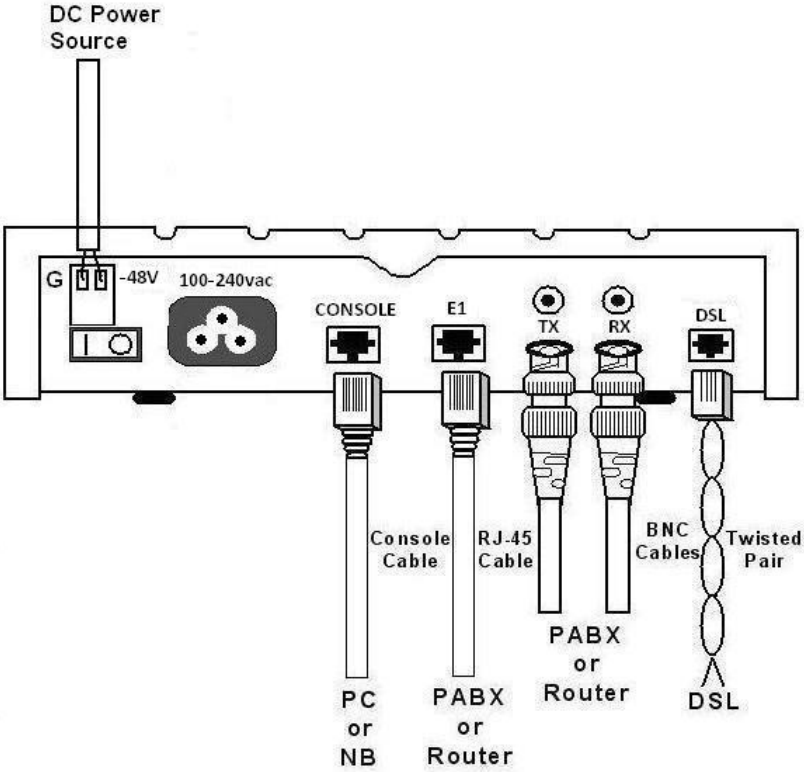 DC Power
Source
G
-48V
100-240vac
CONSOLE
E1
TX
RX
DSL
Console
Cable
RJ-45
Cable
BNC
Cables
Twisted
Pair
PC
or
NB
PABX
or
Router
PABX
or
Router
DSL